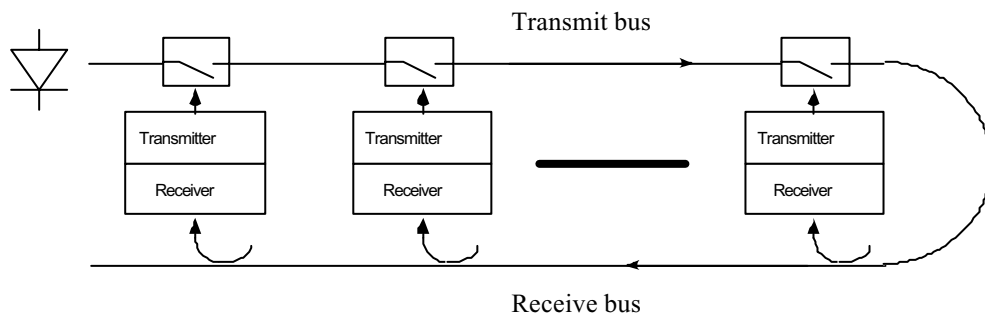 Transmit bus
Transmitter
Receiver
Transmitter
Receiver
Transmitter
Receiver
Receive bus